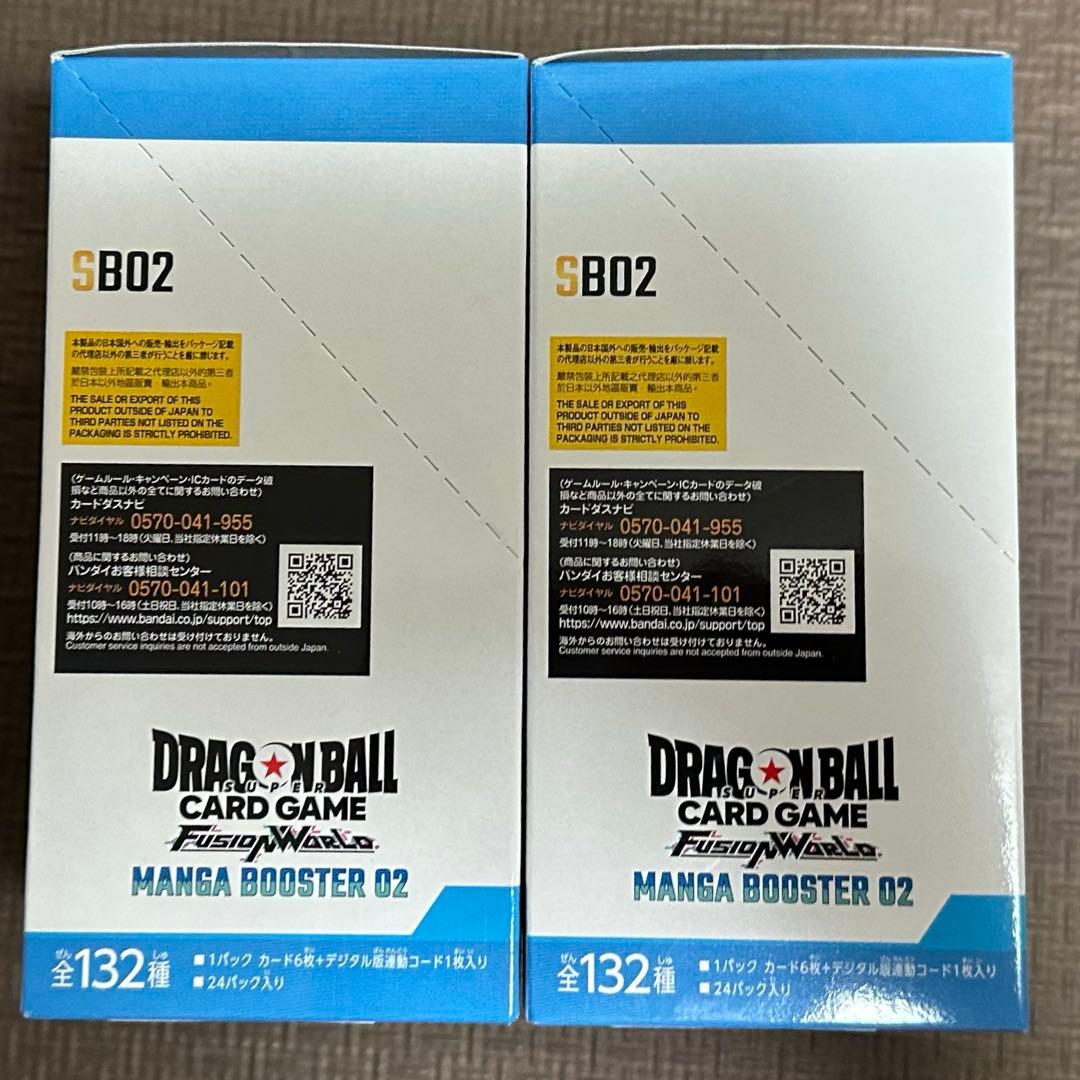 SB02
本製品の日本国外への販売・輸出をパッケージ記載
の代理店以外の第三者が行うことを厳に禁じます。
嚴禁包裝上所記載之代理店以外的第三者
於日本以外地區販賣・輸出本商品。
THE SALE OR EXPORT OF THIS
PRODUCT OUTSIDE OF JAPAN TO
THIRD PARTIES NOT LISTED ON THE
PACKAGING IS STRICTLY PROHIBITED.
(ゲームルール・キャンペーン・ICカードのデータ破
損など商品以外の全てに関するお問い合わせ)
カードダスナビ
ナビダイヤル 0570-041-955
受付11時〜18時(火曜日、当社指定休業日を除く)
(商品に関するお問い合わせ)
バンダイお客様相談センター
ナビダイヤル 0570-041-101
受付10時〜16時(土日祝日、当社指定休業日を除く)
https://www.bandai.co.jp/support/top
海外からのお問い合わせは受け付けておりません。
Customer service inquiries are not accepted from outside Japan.
DRAGON BALL
SUPER
CARD GAME
FUSION WORLD
MANGA BOOSTER 02
全132種
■1パック カード6枚+デジタル版連動コード1枚入り
■24パック入り
SB02
本製品の日本国外への販売・輸出をパッケージ記載
の代理店以外の第三者が行うことを厳に禁じます。
嚴禁包裝上所記載之代理店以外的第三者
於日本以外地區販賣・輸出本商品。
THE SALE OR EXPORT OF THIS
PRODUCT OUTSIDE OF JAPAN TO
THIRD PARTIES NOT LISTED ON THE
PACKAGING IS STRICTLY PROHIBITED.
(ゲームルール・キャンペーン・ICカードのデータ破
損など商品以外の全てに関するお問い合わせ)
カードダスナビ
ナビダイヤル 0570-041-955
受付11時〜18時(火曜日、当社指定休業日を除く)
(商品に関するお問い合わせ)
バンダイお客様相談センター
ナビダイヤル 0570-041-101
受付10時〜16時(土日祝日、当社指定休業日を除く)
https://www.bandai.co.jp/support/top
海外からのお問い合わせは受け付けておりません。
Customer service inquiries are not accepted from outside Japan.
DRAGON BALL
SUPER
CARD GAME
FUSION WORLD
MANGA BOOSTER 02
全132種
■1パック カード6枚+デジタル版連動コード1枚入り
■24パック入り